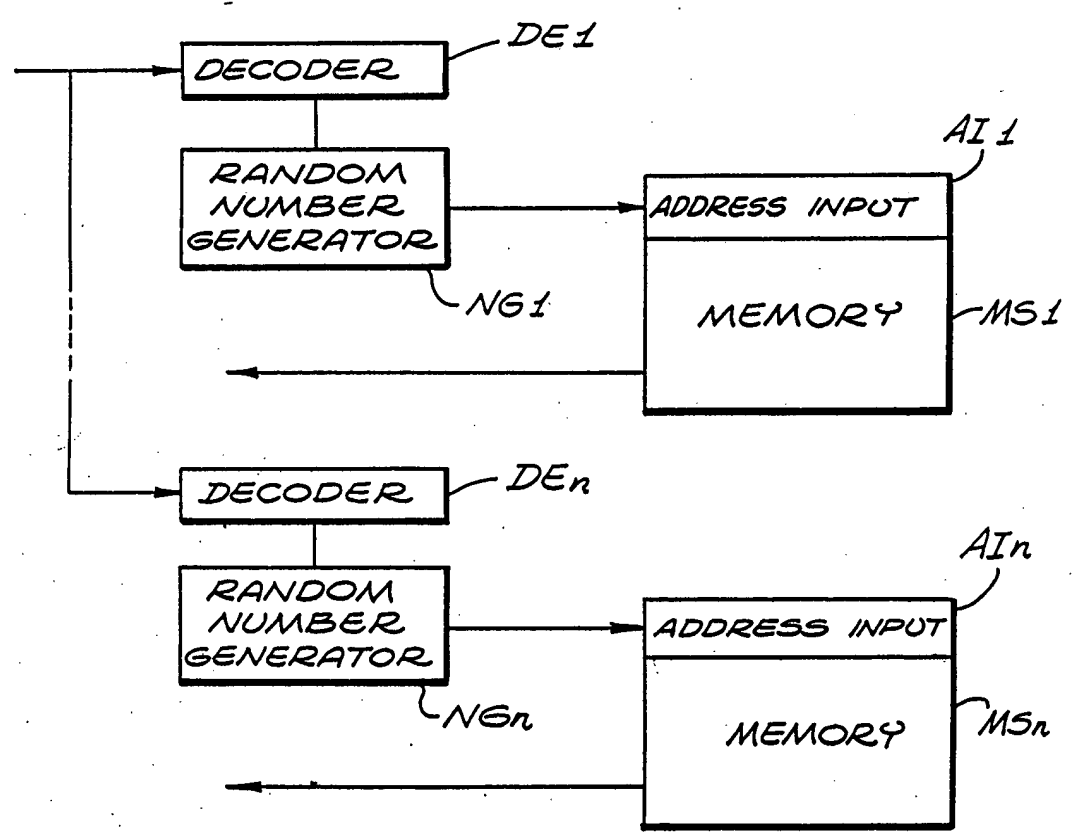 DE1
DECODER
AI1
RANDOM
NUMBER
GENERATOR
ADDRESS INPUT
NG1
MEMORY
MS1
DEn
DECODER
AIn
RANDOM
NUMBER
GENERATOR
ADDRESS INPUT
NGn
MEMORY
MSn